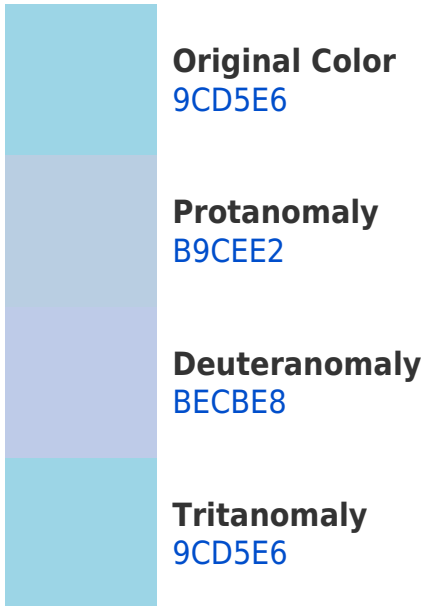 Original Color
9CD5E6
Protanomaly
B9CEE2
Deuteranomaly
BECBE8
Tritanomaly
9CD5E6